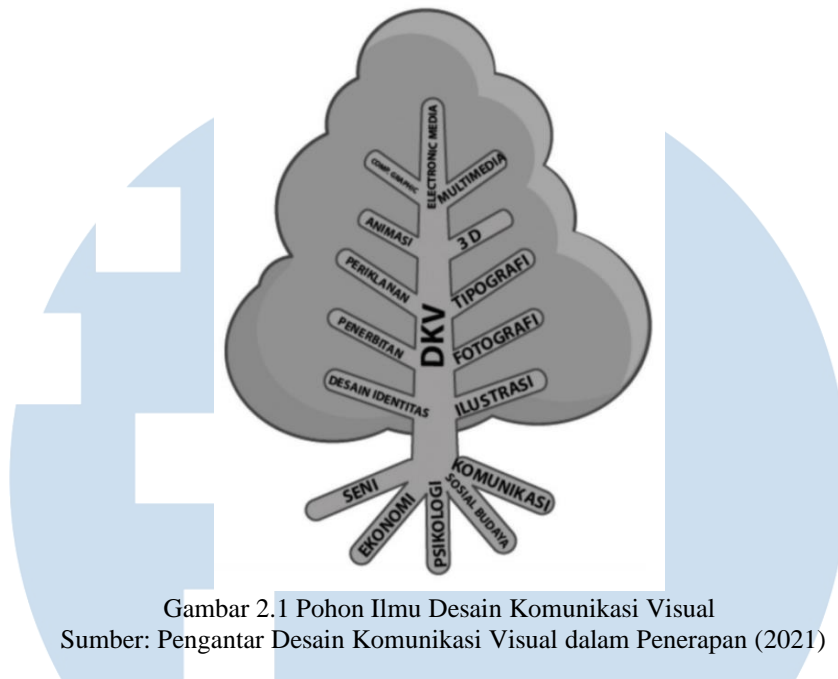 ELECTRONIC MEDIA
COMP. GRAPHIC
MULTIMEDIA
ANIMASI
3 D
PERIKLANAN
TIPOGRAFI
DKV
PENERBITAN
FOTOGRAFI
DESAIN IDENTITAS
ILUSTRASI
SENI
KOMUNIKASI
EKONOMI
PSIKOLOGI
SOSIAL BUDAYA
Gambar 2.1 Pohon Ilmu Desain Komunikasi Visual
Sumber: Pengantar Desain Komunikasi Visual dalam Penerapan (2021)